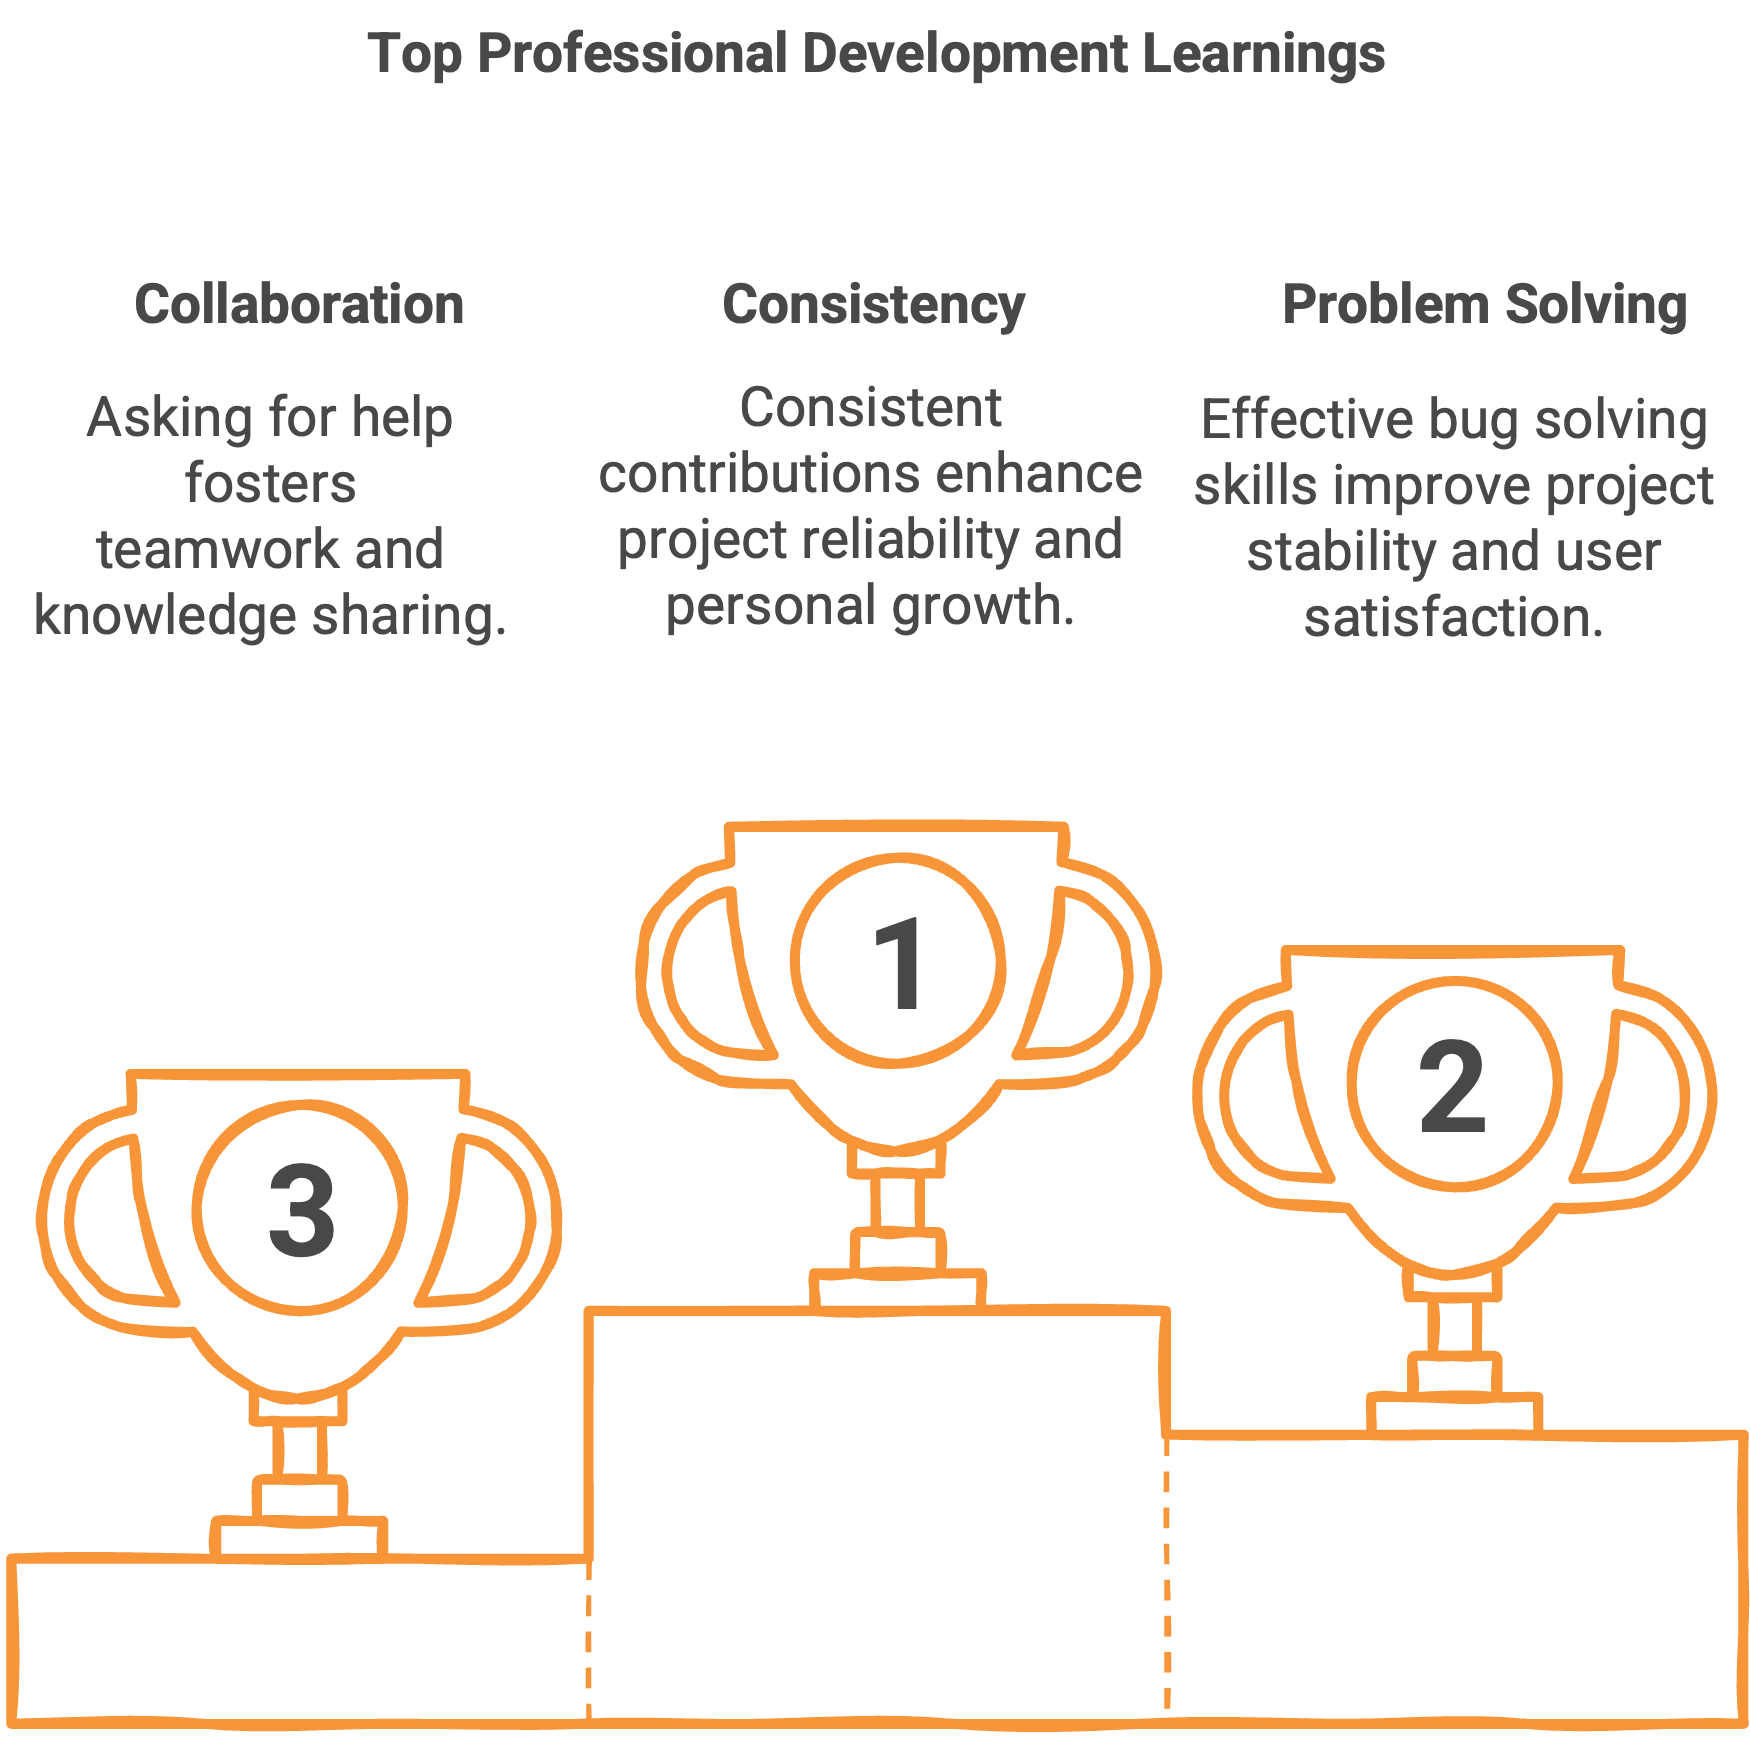 Top Professional Development Learnings
Collaboration
Asking for help
fosters
teamwork and
knowledge sharing.
Consistency
Consistent
contributions enhance
project reliability and
personal growth.
Problem Solving
Effective bug solving
skills improve project
stability and user
satisfaction.
3
1
2